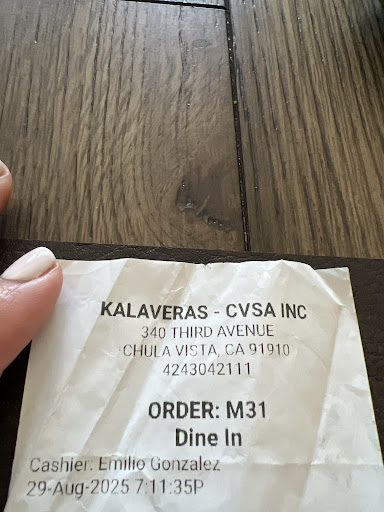 KALAVERAS - CVSA INC
340 THIRD AVENUE
CHULA VISTA, CA 91910
4243042111
ORDER: M31
Dine In
Cashier: Emilio Gonzalez
29-Aug-2025 7:11:35P